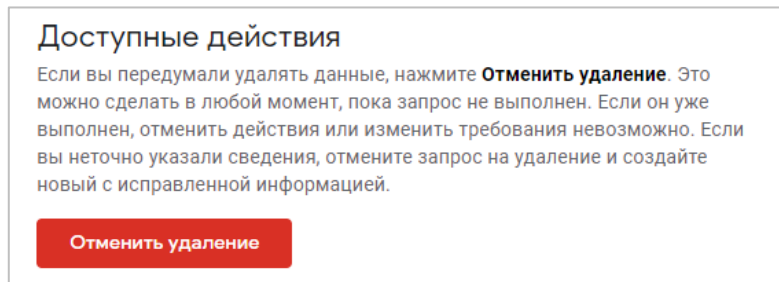 Доступные действия
Если вы передумали удалять данные, нажмите Отменить удаление. Это
можно сделать в любой момент, пока запрос не выполнен. Если он уже
выполнен, отменить действия или изменить требования невозможно. Если
вы неточно указали сведения, отмените запрос на удаление и создайте
новый с исправленной информацией.
Отменить удаление